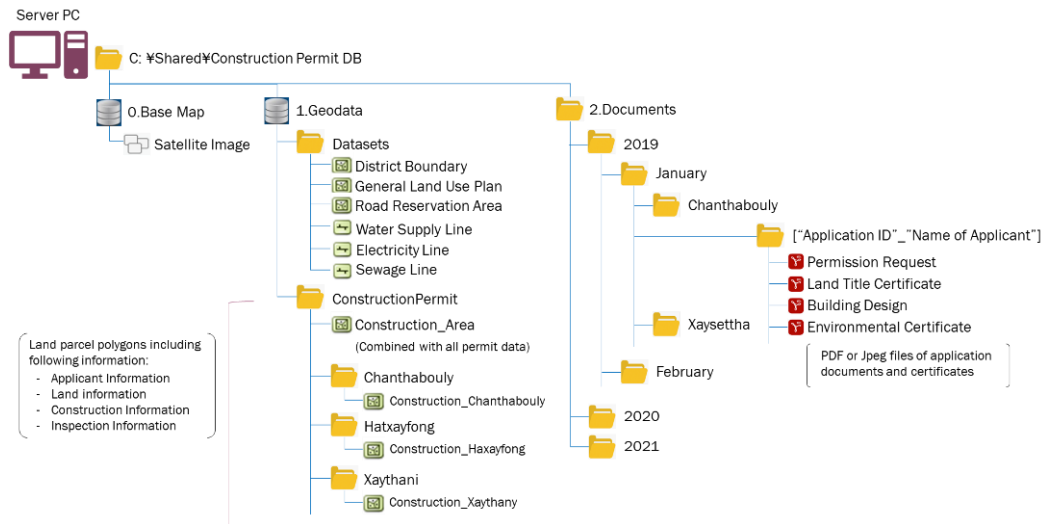 Server PC
C: ¥Shared¥Construction Permit DB
0.Base Map
Satellite Image
1.Geodata
Datasets
District Boundary
General Land Use Plan
Road Reservation Area
Water Supply Line
Electricity Line
Sewage Line
ConstructionPermit
Construction_Area
(Combined with all permit data)
Chanthabouly
Construction_Chanthabouly
Hatxayfong
Construction_Haxayfong
Xaythani
Construction_Xaythany
Land parcel polygons including
following information:
- Applicant Information
- Land information
- Construction Information
- Inspection Information
2.Documents
2019
January
Chanthabouly
["Application ID"_"Name of Applicant"]
Permission Request
Land Title Certificate
Building Design
Environmental Certificate
Xaysettha
PDF or Jpeg files of application
documents and certificates
February
2020
2021